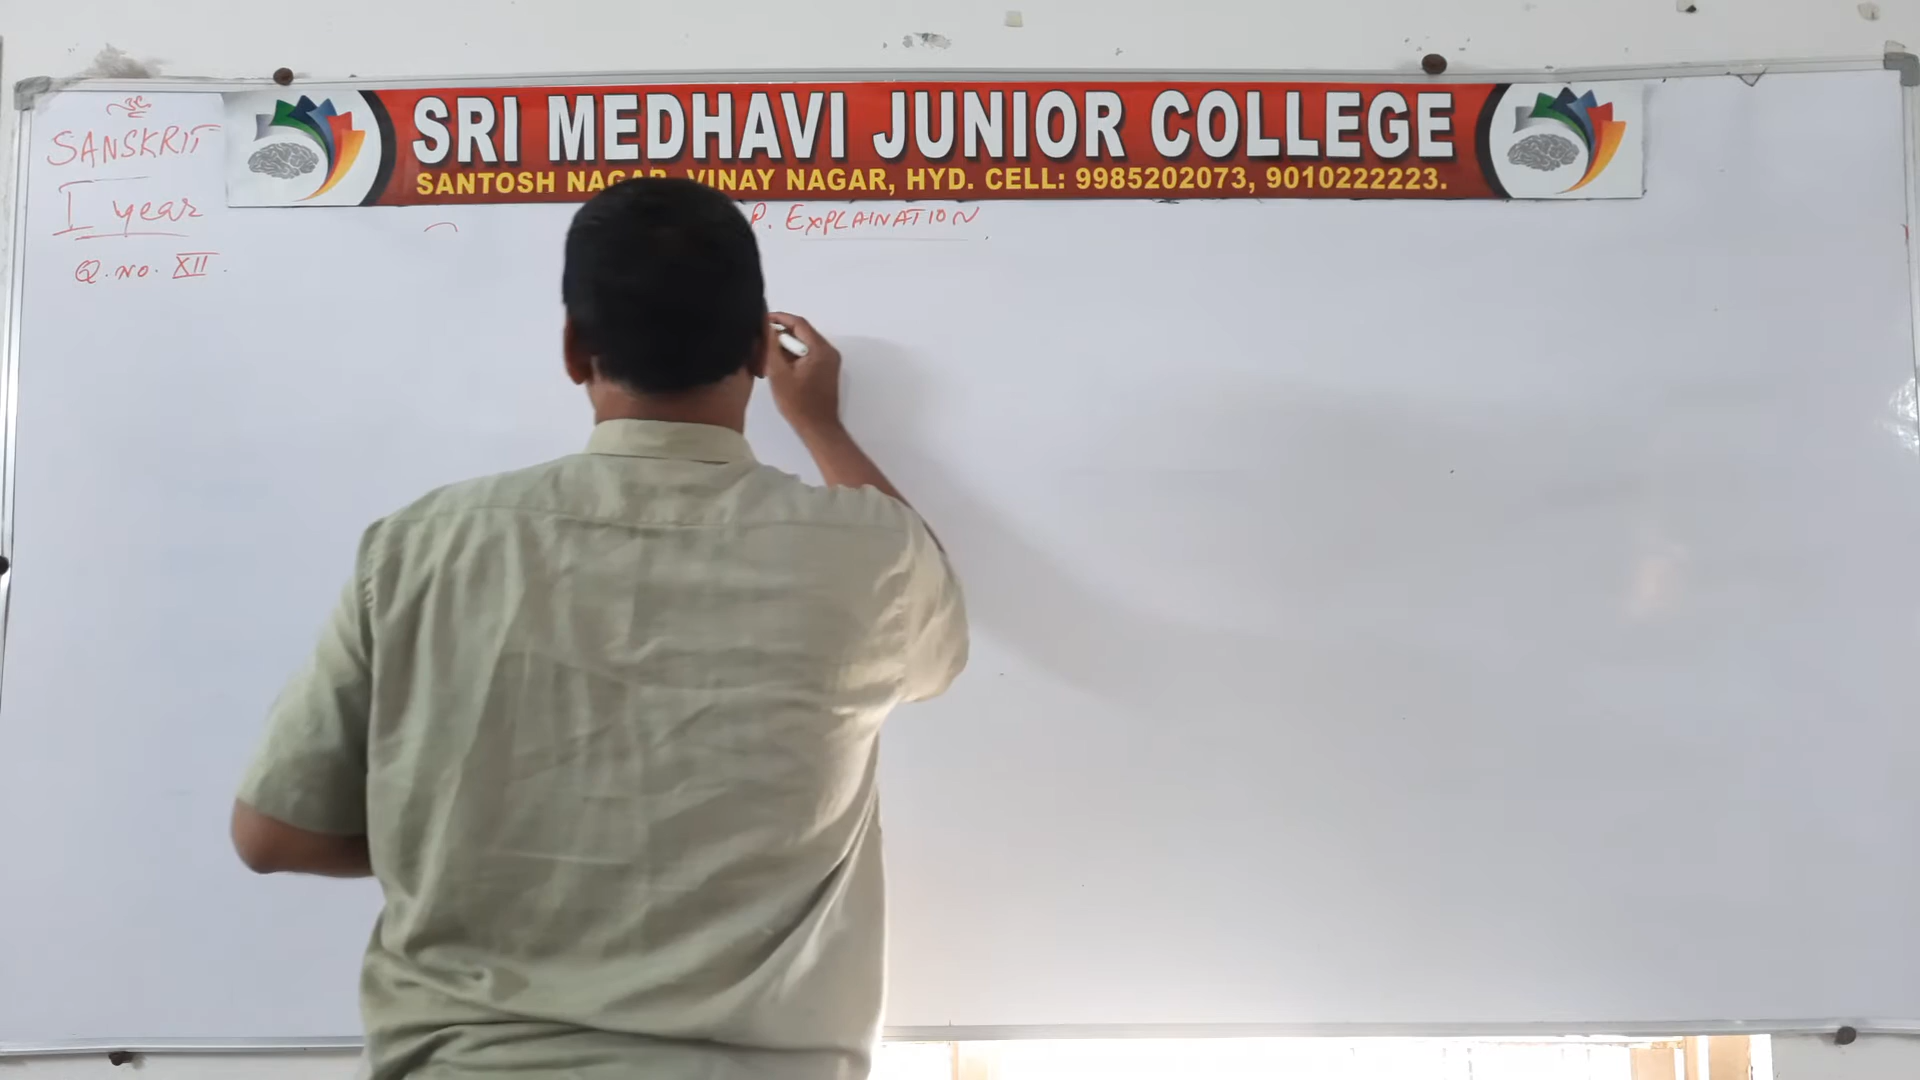 SRI MEDHAVI JUNIOR COLLEGE
SANTOSH NAGAR, VINAY NAGAR, HYD. CELL: 9985202073, 9010222223.
SANSKRIT
I year
Q. no. XII.
P. EXPLAINATION